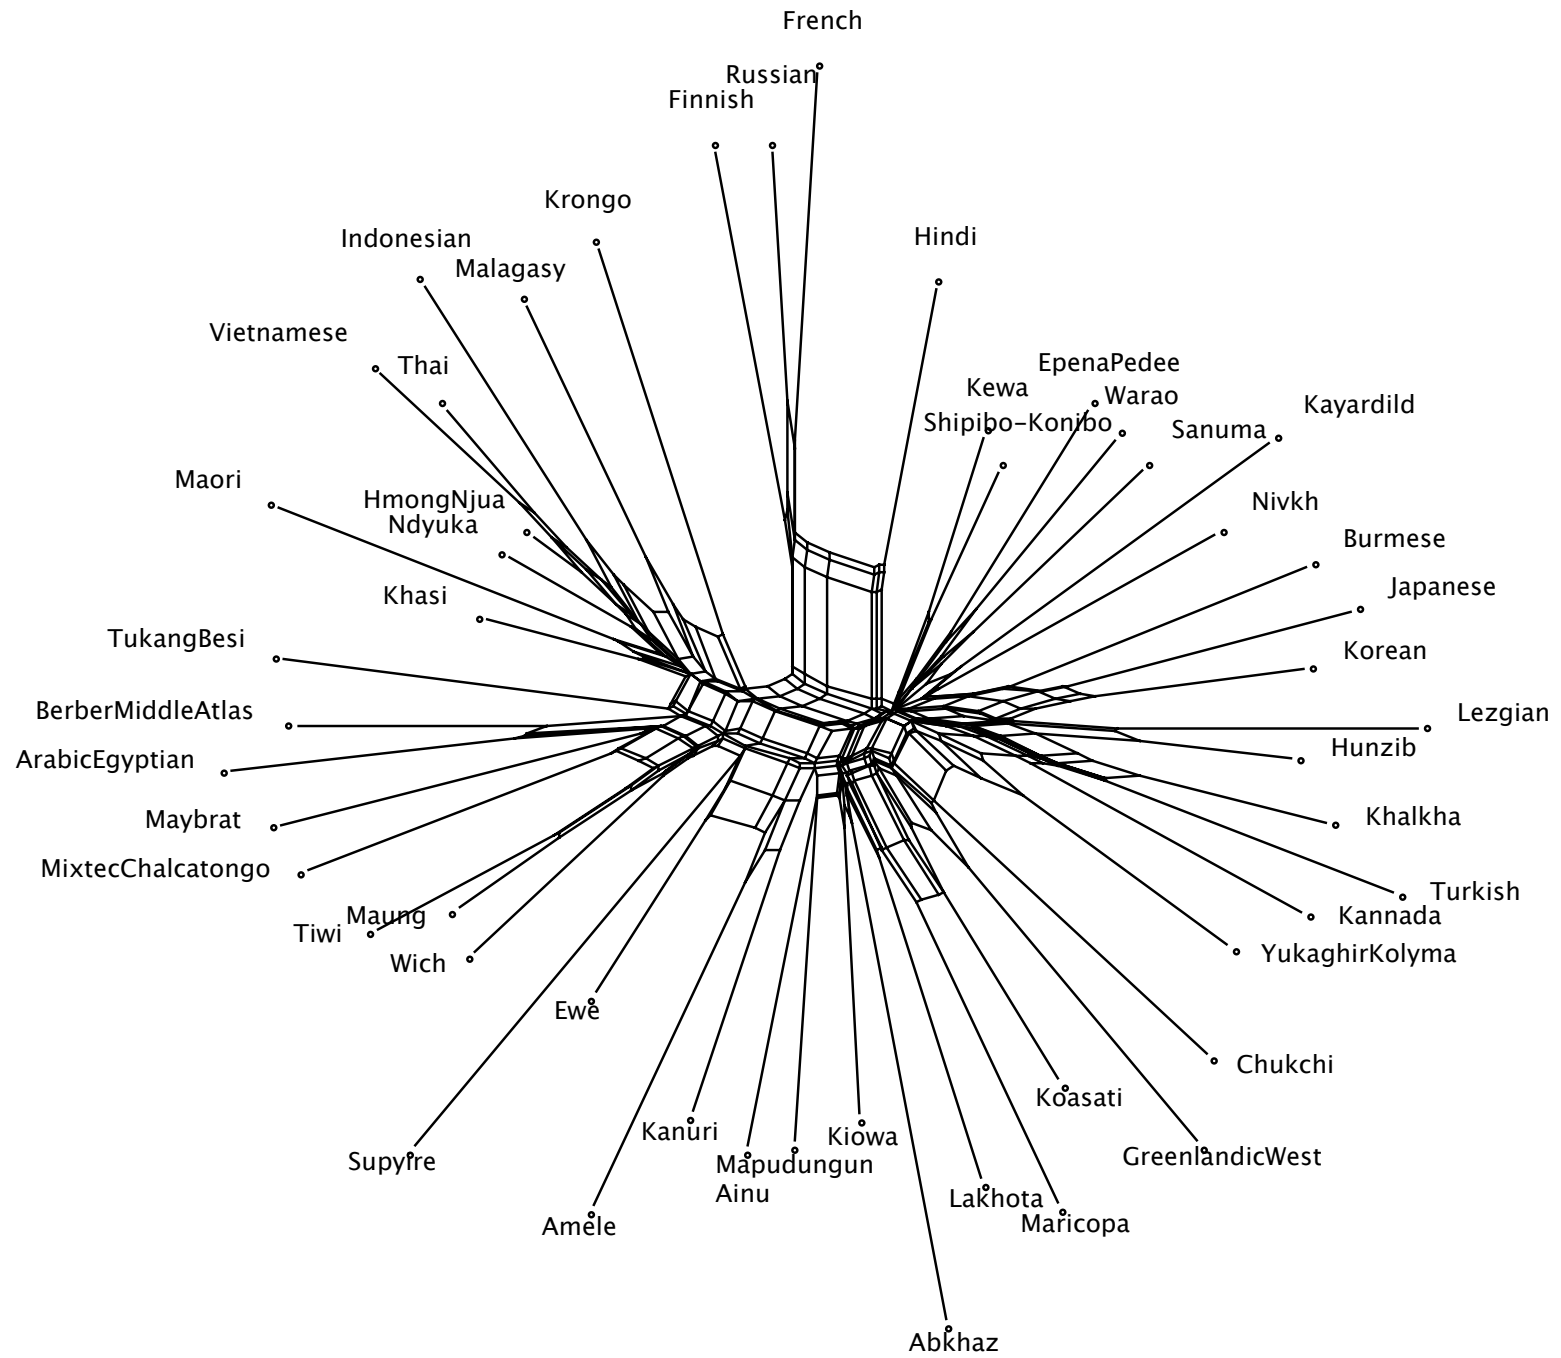 French
Russian
Finnish
Krongo
Hindi
Indonesian
Malagasy
Vietnamese
Thai
EpenaPedee
Kewa
Warao
Kayardild
Shipibo-Konibo
Sanuma
Maori
HmongNjua
Nivkh
Ndyuka
Burmese
Khasi
Japanese
TukangBesi
Korean
BerberMiddleAtlas
Lezgian
Hunzib
ArabicEgyptian
Maybrat
Khalkha
MixtecChalcatongo
Turkish
Maung
Kannada
Tiwi
YukaghirKolyma
Wich
Ewe
Chukchi
Koasati
Kanuri
Kiowa
Supyire
Mapudungun
GreenlandicWest
Ainu
Lakhota
Maricopa
Amele
Abkhaz